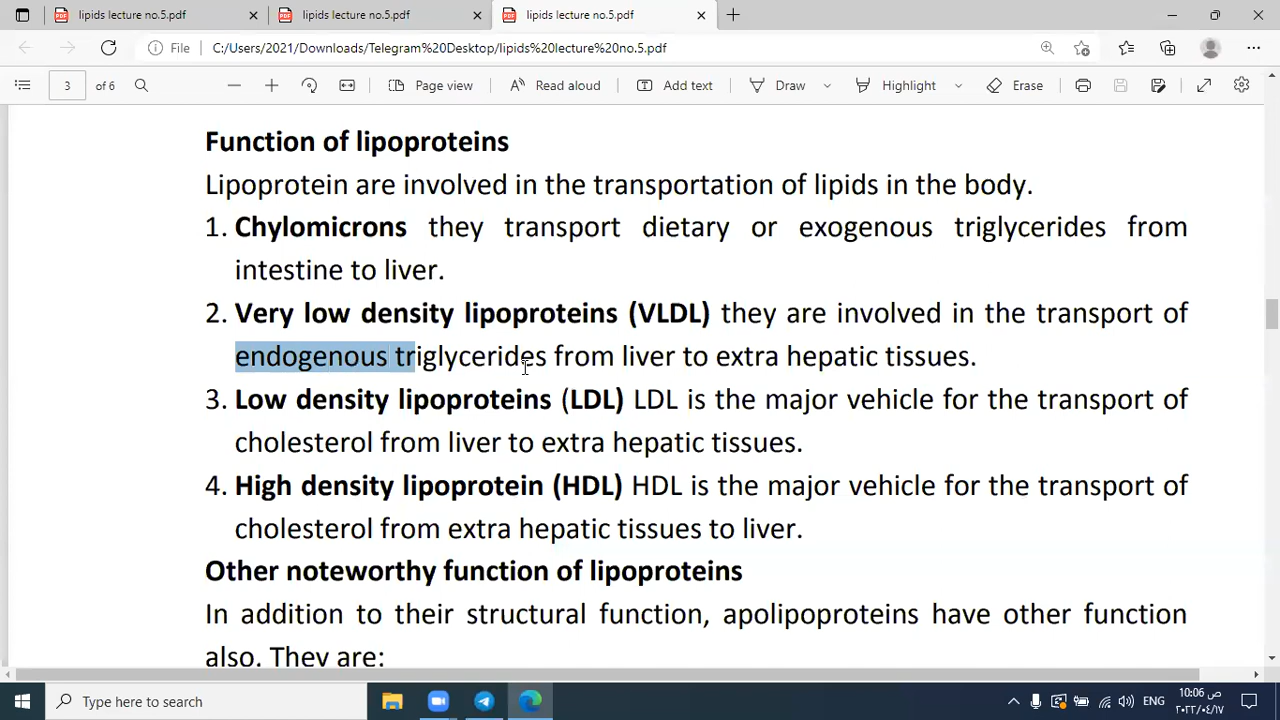 lipids lecture no.5.pdf
lipids lecture no.5.pdf
lipids lecture no.5.pdf
File
C:/Users/2021/Downloads/Telegram%20Desktop/lipids%20lecture%20no.5.pdf
3 of 6
Page view
Read aloud
Add text
Draw
Highlight
Erase
Function of lipoproteins
Lipoprotein are involved in the transportation of lipids in the body.
1. Chylomicrons they transport dietary or exogenous triglycerides from
intestine to liver.
2. Very low density lipoproteins (VLDL) they are involved in the transport of
endogenous triglycerides from liver to extra hepatic tissues.
3. Low density lipoproteins (LDL) LDL is the major vehicle for the transport of
cholesterol from liver to extra hepatic tissues.
4. High density lipoprotein (HDL) HDL is the major vehicle for the transport of
cholesterol from extra hepatic tissues to liver.
Other noteworthy function of lipoproteins
In addition to their structural function, apolipoproteins have other function
also. They are:
Type here to search
ENG
10:06 ص
٢٠٢٢/٠٤/١٧